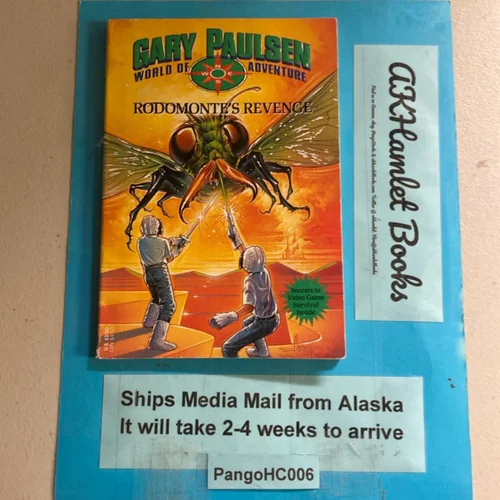 GARY PAULSEN
WORLD OF ADVENTURE
N
W E
S
RODOMONTE'S REVENGE
Secrets to
Video Game
Survival
Inside
AKHamlet Books
Ships Media Mail from Alaska
It will take 2-4 weeks to arrive
PangoHC006